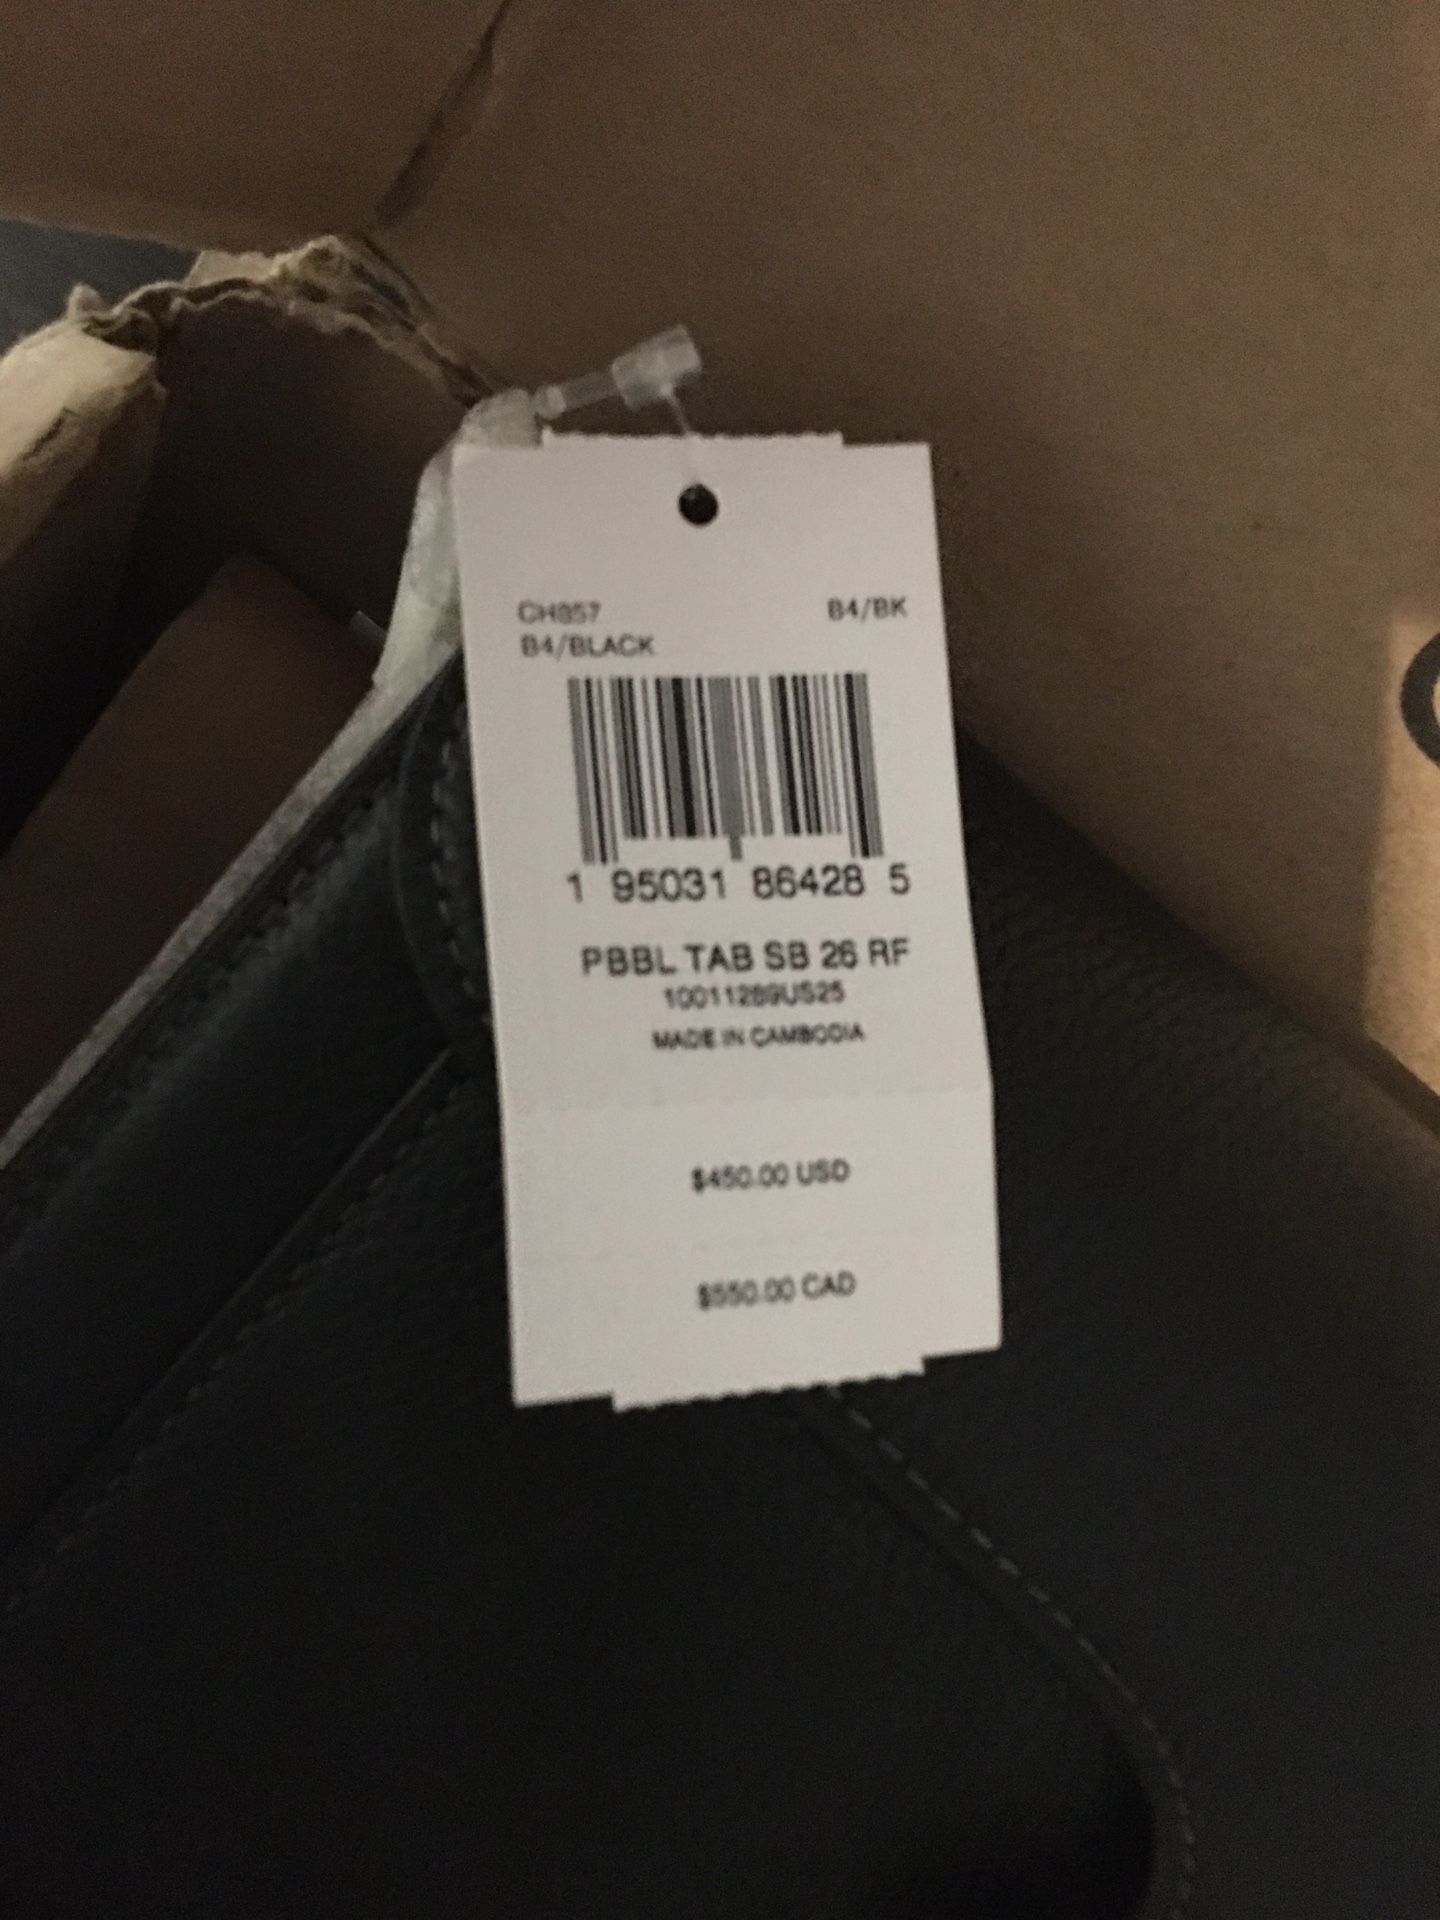 CH857 B4/BK
B4/BLACK
1 95031 86428 5
PBBL TAB SB 26 RF
10011289US25
MADE IN CAMBODIA
$450.00 USD
$550.00 CAD